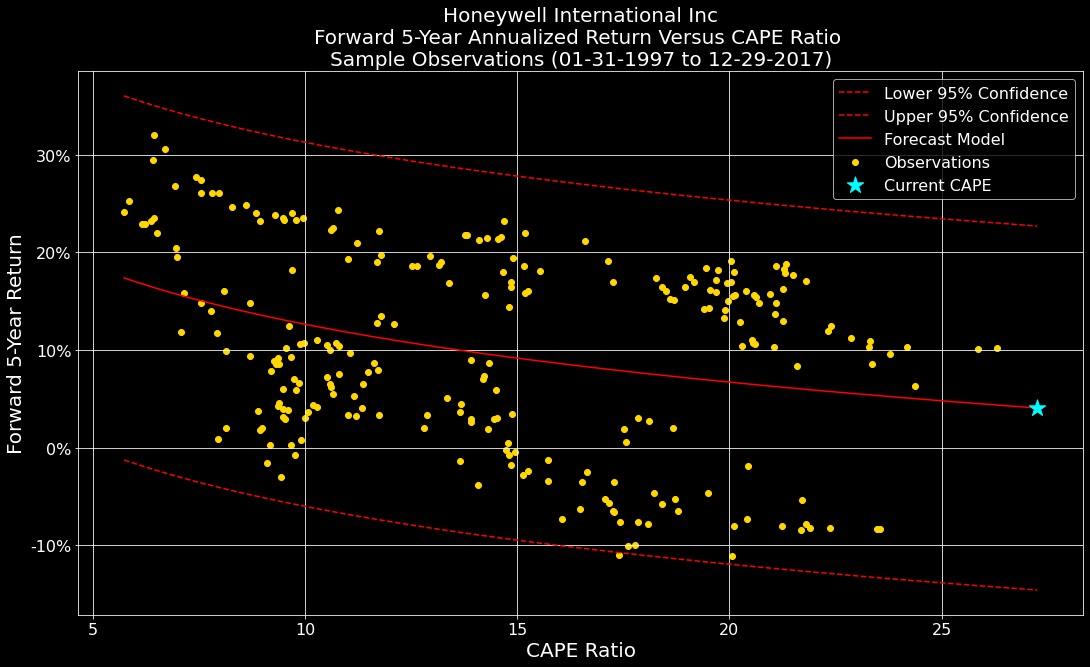 Honeywell International Inc
Forward 5-Year Annualized Return Versus CAPE Ratio
Sample Observations (01-31-1997 to 12-29-2017)
Lower 95% Confidence
Upper 95% Confidence
Forecast Model
Observations
Current CAPE
Forward 5-Year Return
30%
20%
10%
0%
-10%
5 10 15 20 25
CAPE Ratio